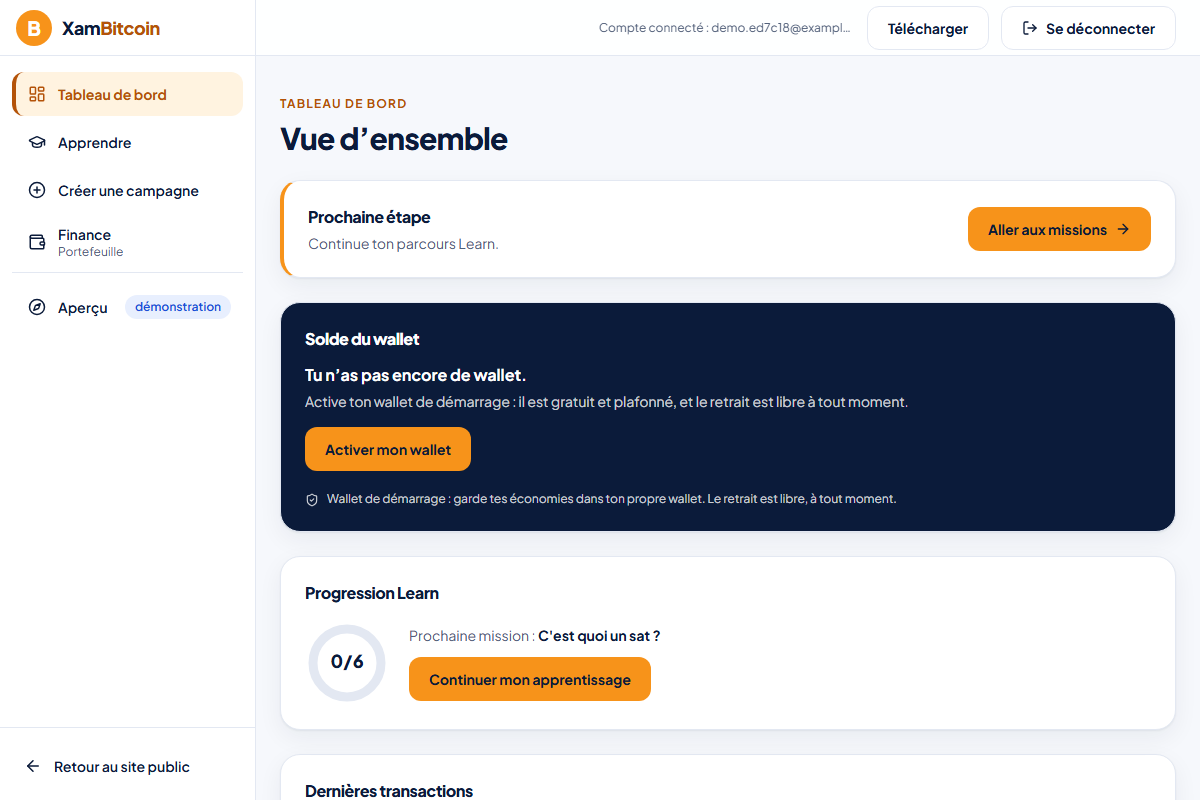 B XamBitcoin
Compte connecté : demo.ed7c18@exampl...
Télécharger
Se déconnecter
Tableau de bord
Apprendre
Créer une campagne
Finance
Portefeuille
Aperçu
démonstration
Retour au site public
TABLEAU DE BORD
Vue d’ensemble
Prochaine étape
Continue ton parcours Learn.
Aller aux missions
Solde du wallet
Tu n’as pas encore de wallet.
Active ton wallet de démarrage : il est gratuit et plafonné, et le retrait est libre à tout moment.
Activer mon wallet
Wallet de démarrage : garde tes économies dans ton propre wallet. Le retrait est libre, à tout moment.
Progression Learn
0/6
Prochaine mission : C'est quoi un sat ?
Continuer mon apprentissage
Dernières transactions